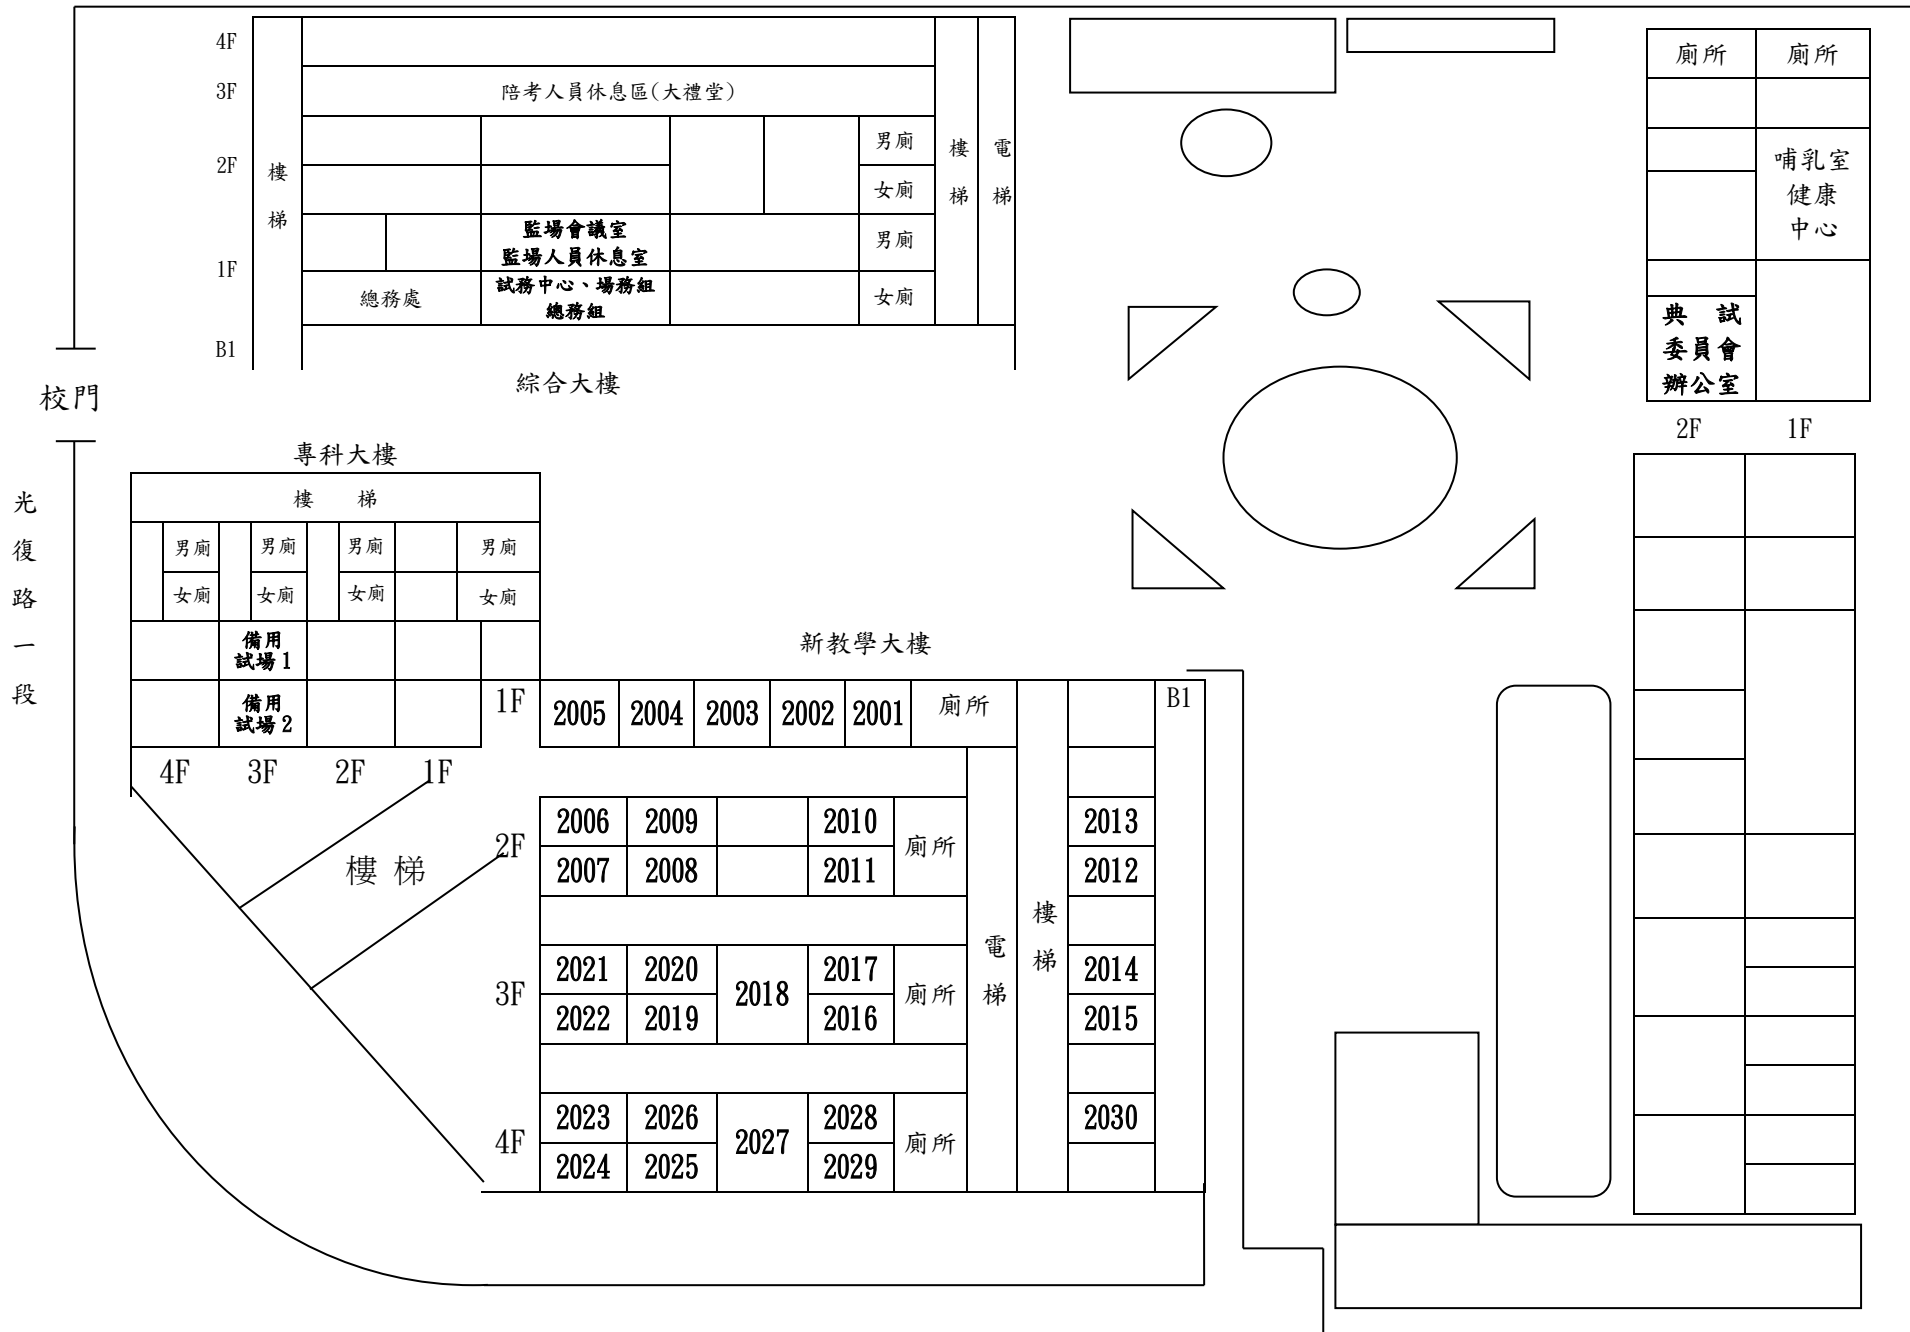 4F
3F
陪考人員休息區(大禮堂)
2F
樓梯
男廁
女廁
樓梯
電梯
1F
監場會議室
監場人員休息室
男廁
總務處
試務中心、場務組
總務組
女廁
B1
綜合大樓
廁所 廁所
哺乳室
健康
中心
典 試
委員會
辦公室
2F 1F
校門
光復路一段
專科大樓
樓 梯
男廁 男廁 男廁 男廁
女廁 女廁 女廁 女廁
備用
試場1
備用
試場2
4F 3F 2F 1F
樓 梯
新教學大樓
1F 2005 2004 2003 2002 2001 廁所 B1
2F
2006 2009 2010 廁所 2013
2007 2008 2011 2012
電梯
樓梯
3F
2021 2020 2018 2017 廁所 2014
2022 2019 2016 2015
4F
2023 2026 2027 2028 廁所 2030
2024 2025 2029